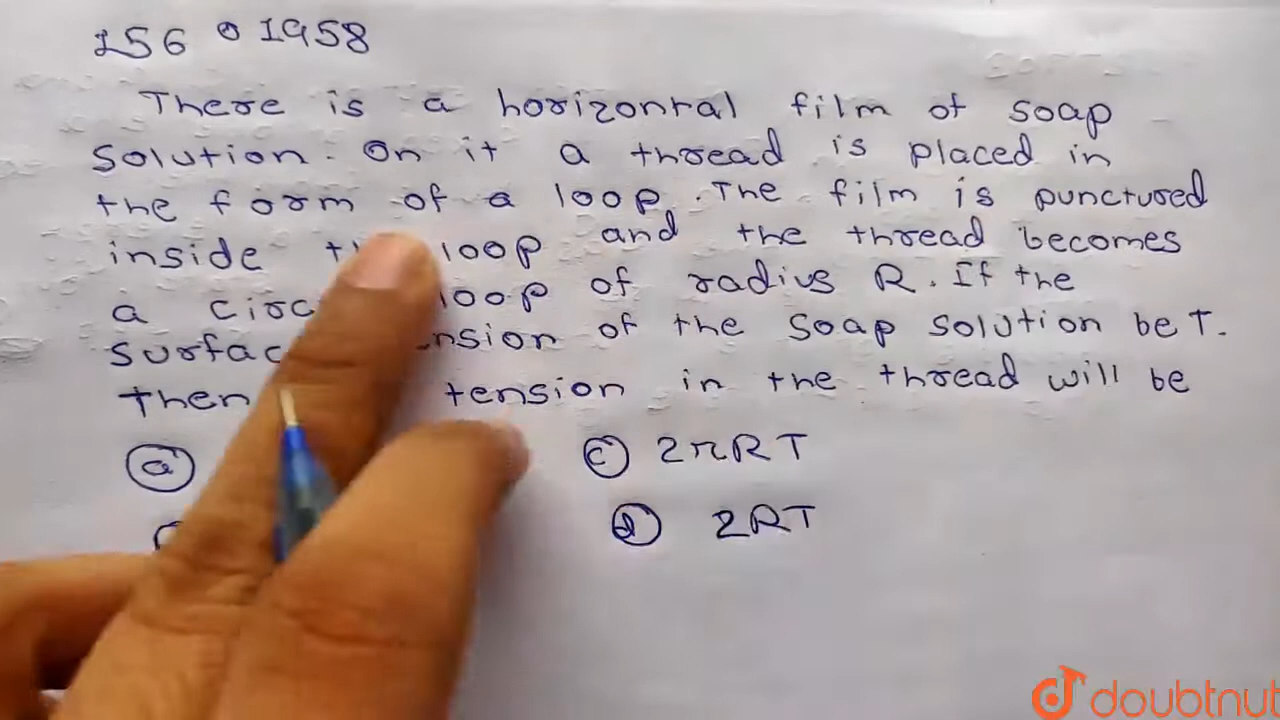 156 1958
There is a horizontal film of soap
solution. On it a thread is placed in
the form of a loop. The film is punctured
inside loop and the thread becomes
a loop of radius R. If the
of the soap solution be T.
Then tension in the thread will be
(a) (c) 2πRT
(d) 2RT
doubtnut